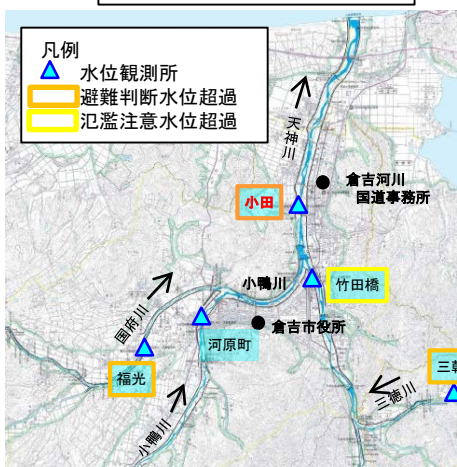 凡例
水位観測所
避難判断水位超過
氾濫注意水位超過
天神川
倉吉河川
国道事務所
小田
小鴨川
竹田橋
国府川
倉吉市役所
河原町
福光
三朝
三徳川
小鴨川